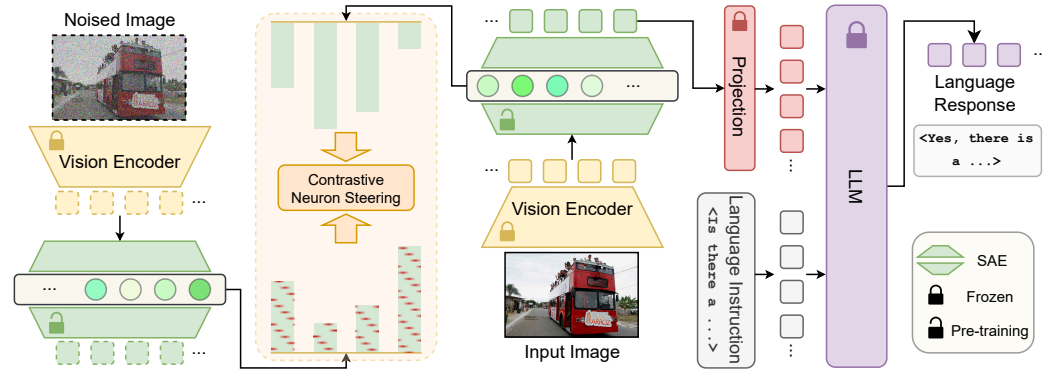 Noised Image
Vision Encoder
...
...
...
Contrastive
Neuron Steering
...
...
...
Vision Encoder
Input Image
Projection
...
Language Instruction
<Is there a ...>
...
LLM
..
Language
Response
<Yes, there is
a ...>
SAE
Frozen
Pre-training